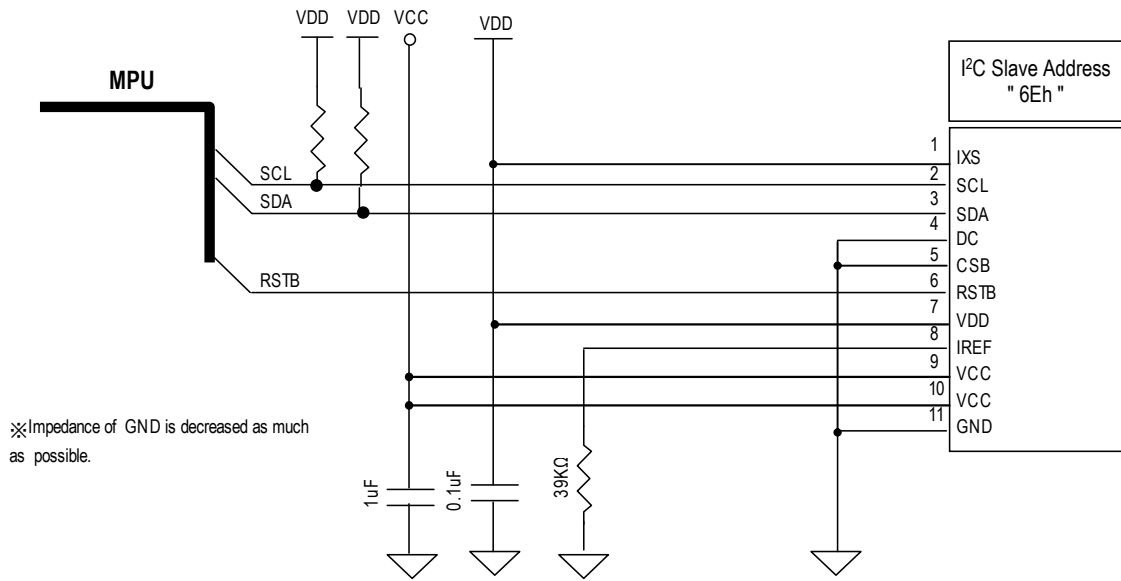 VDD VDD VCC VDD
MPU
I²C Slave Address
" 6Eh "
SCL
SDA
RSTB
1 IXS
2 SCL
3 SDA
4 DC
5 CSB
6 RSTB
7 VDD
8 IREF
9 VCC
10 VCC
11 GND
※Impedance of GND is decreased as much
as possible.
1uF
0.1uF
39KΩ